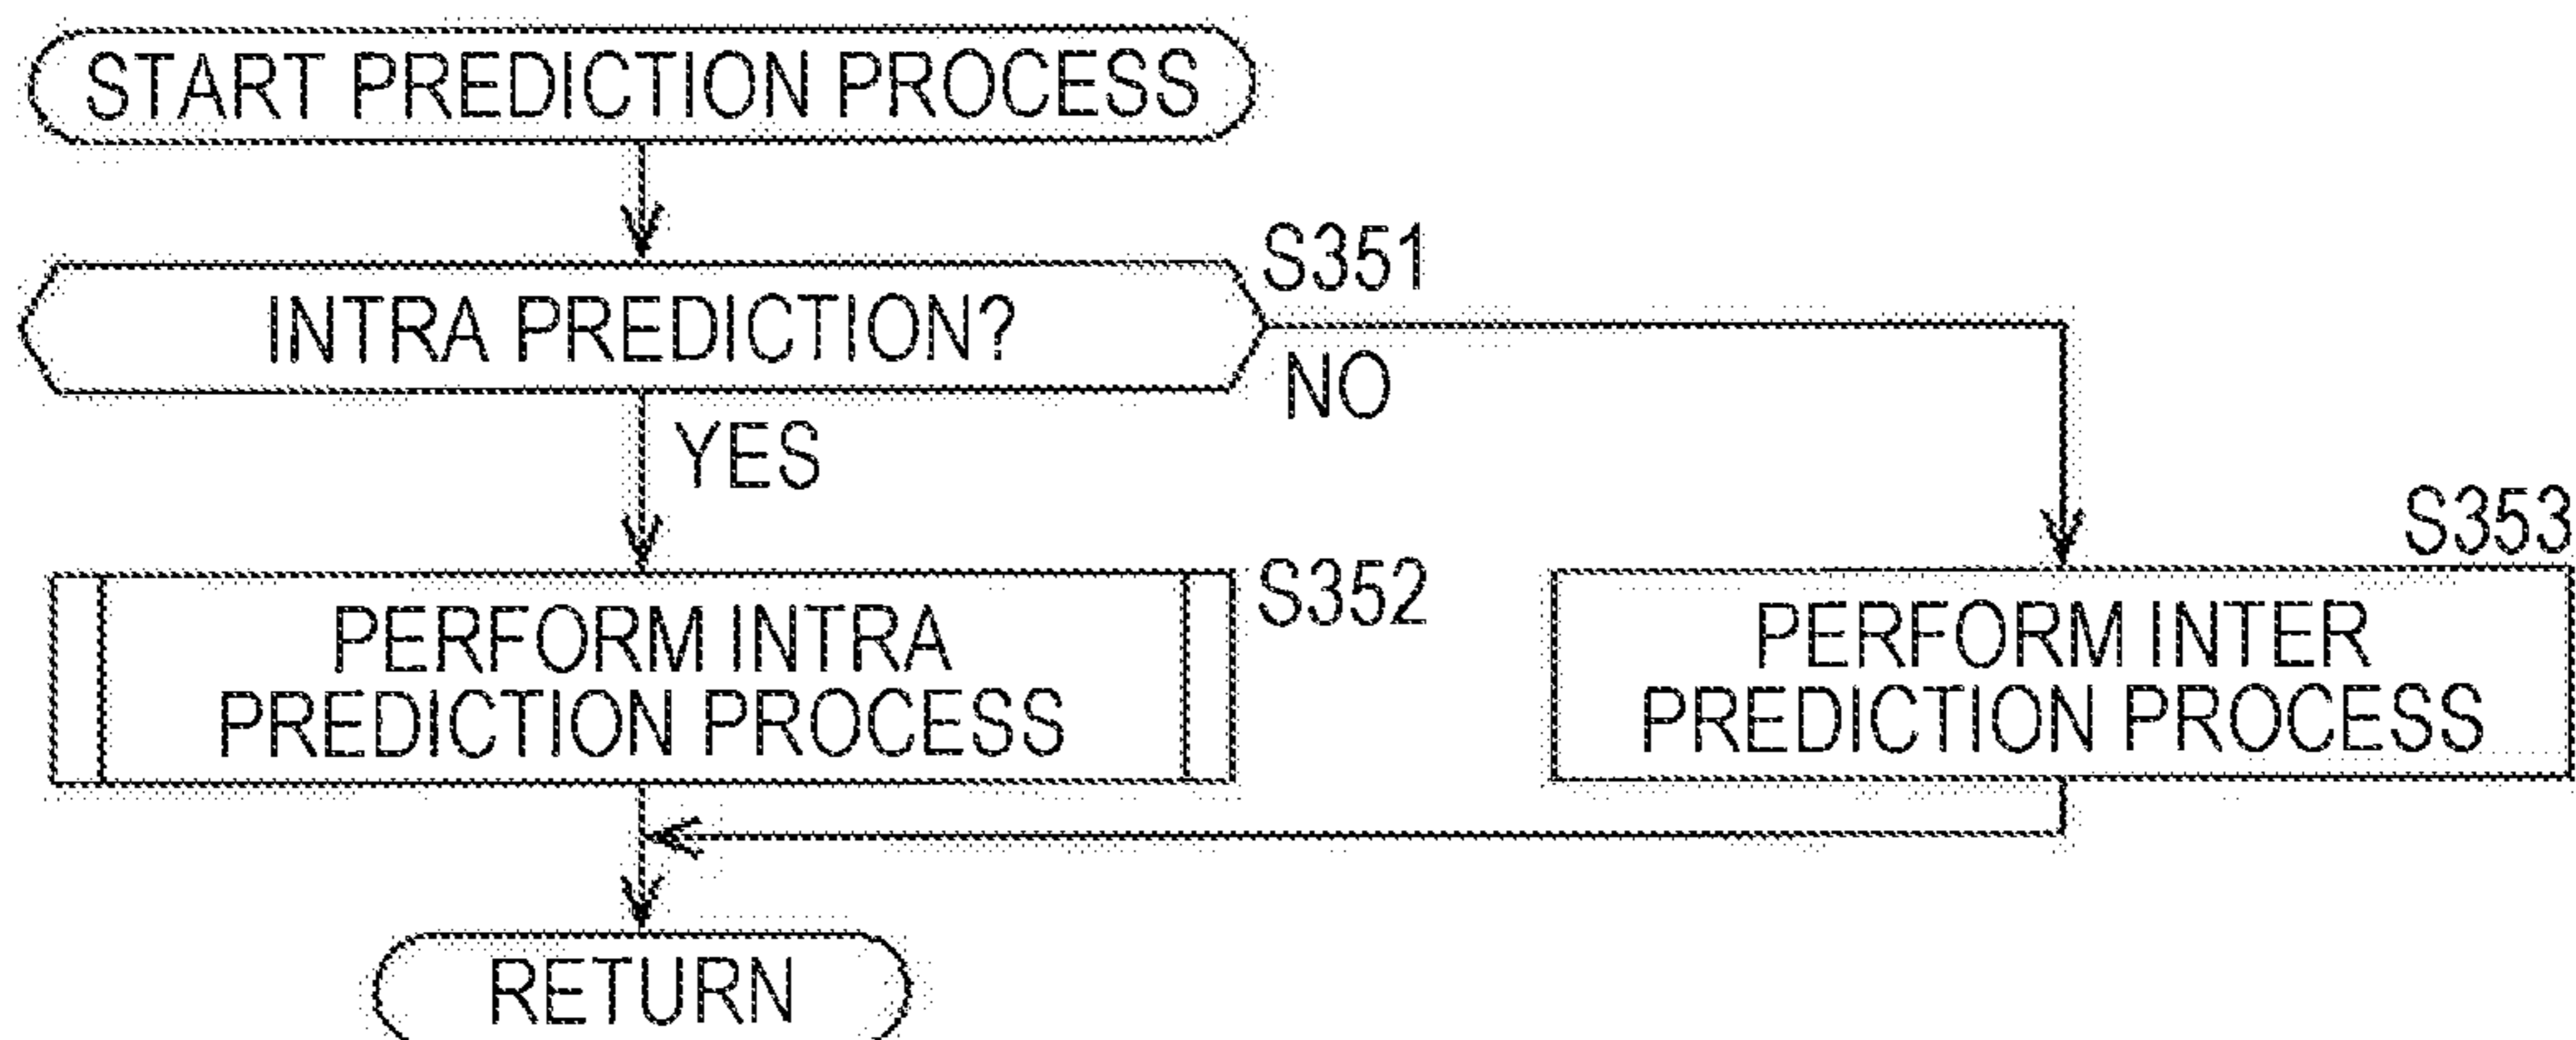 START PREDICTION PROCESS
S351
INTRA PREDICTION?
NO
YES
S353
S352
PERFORM INTRA
PREDICTION PROCESS
PERFORM INTER
PREDICTION PROCESS
RETURN